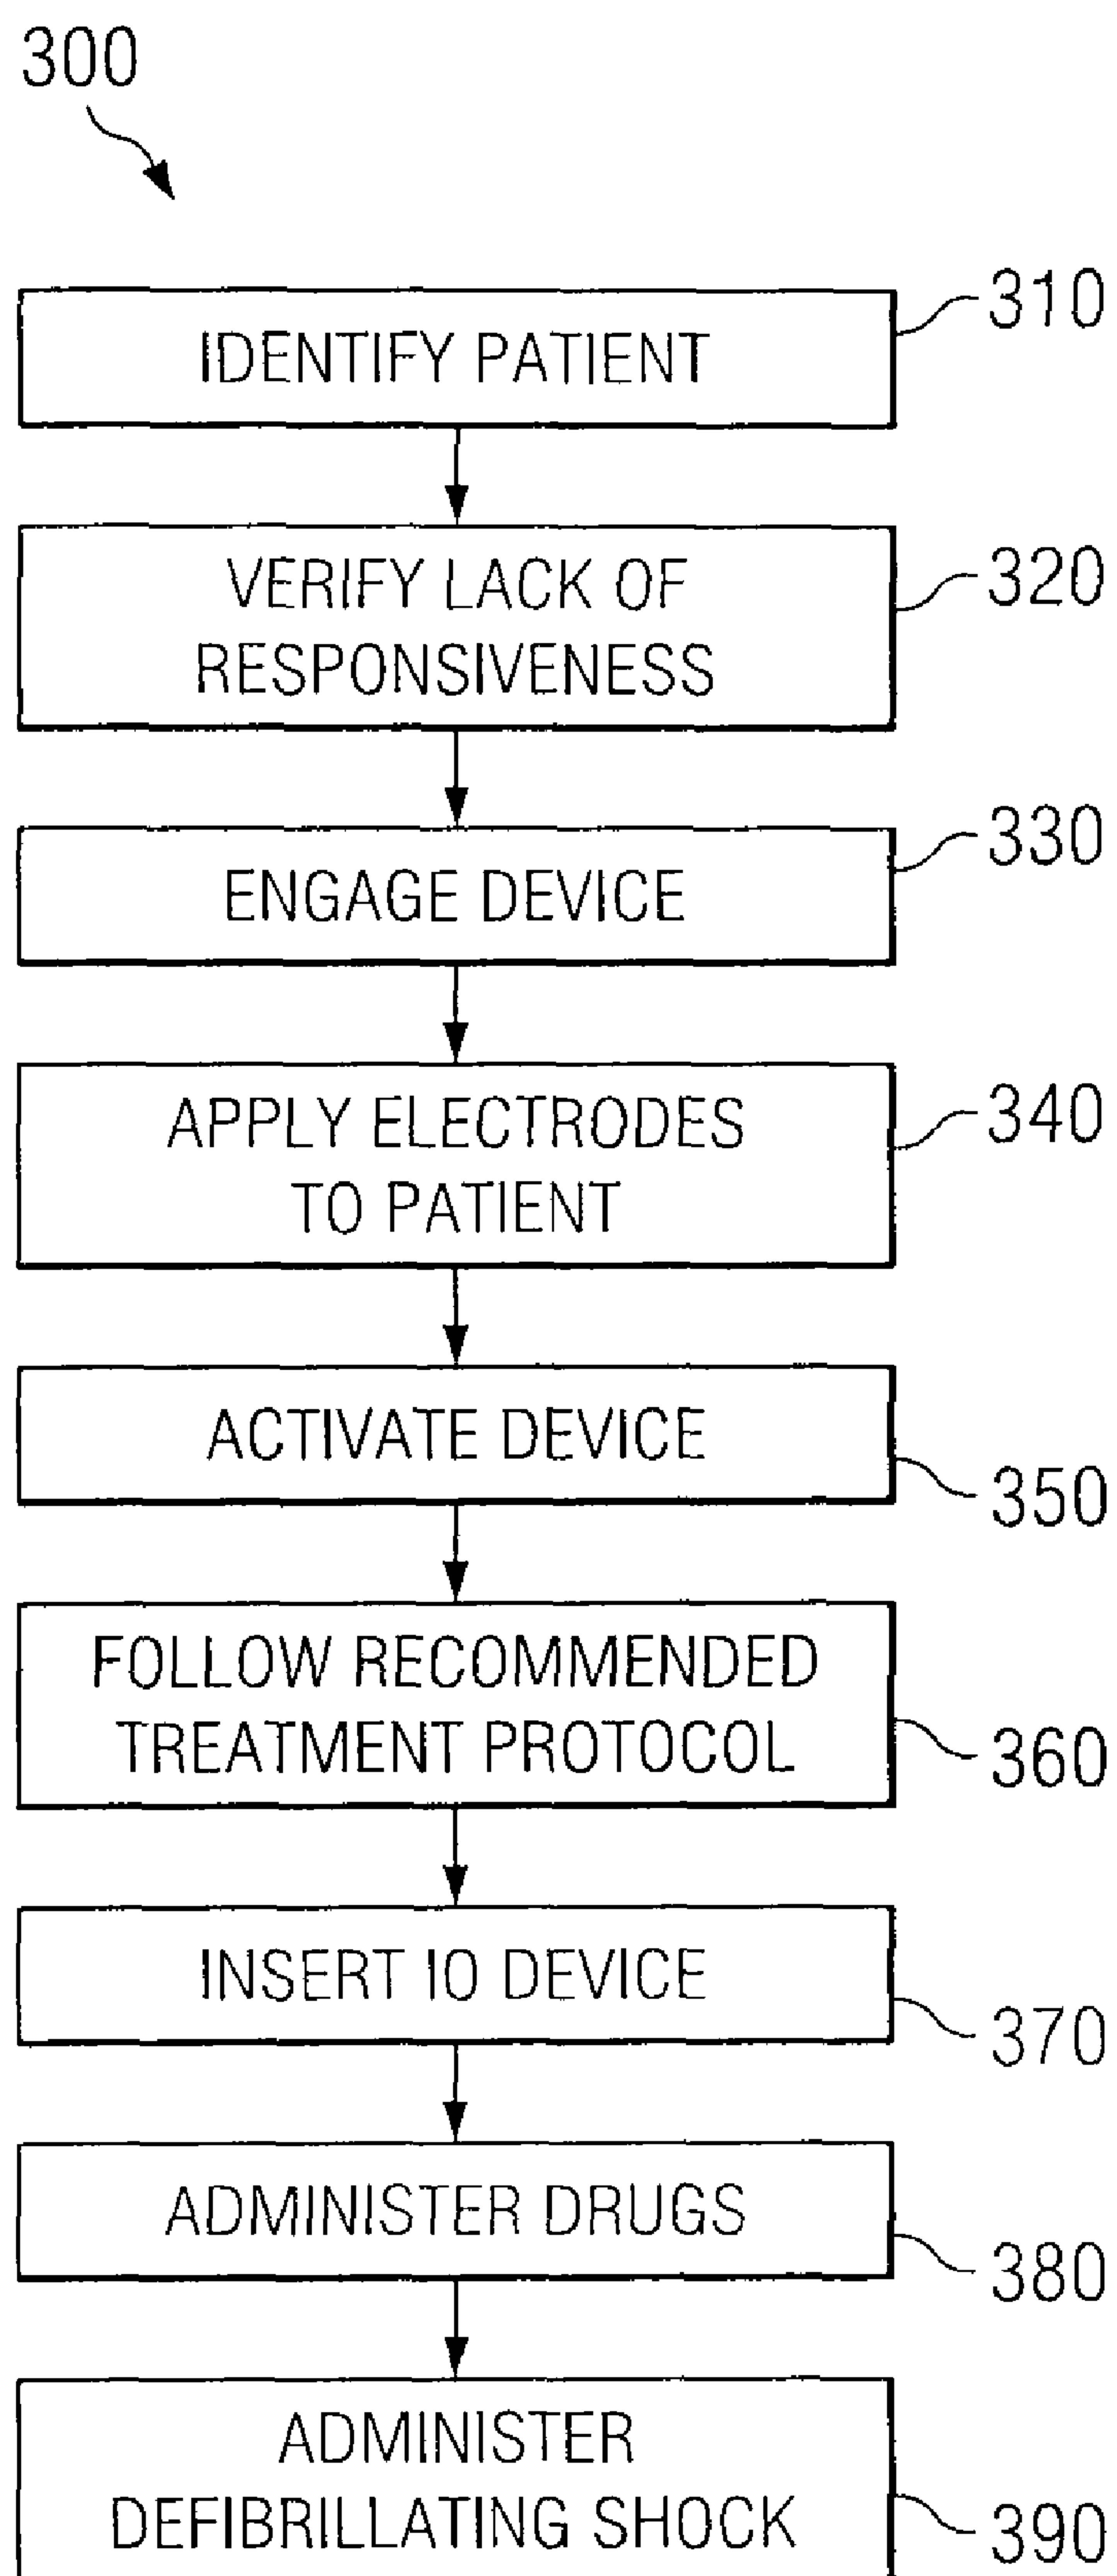 300
IDENTIFY PATIENT
310
VERIFY LACK OF
RESPONSIVENESS
320
ENGAGE DEVICE
330
APPLY ELECTRODES
TO PATIENT
340
ACTIVATE DEVICE
350
FOLLOW RECOMMENDED
TREATMENT PROTOCOL
360
INSERT IO DEVICE
370
ADMINISTER DRUGS
380
ADMINISTER
DEFIBRILLATING SHOCK
390